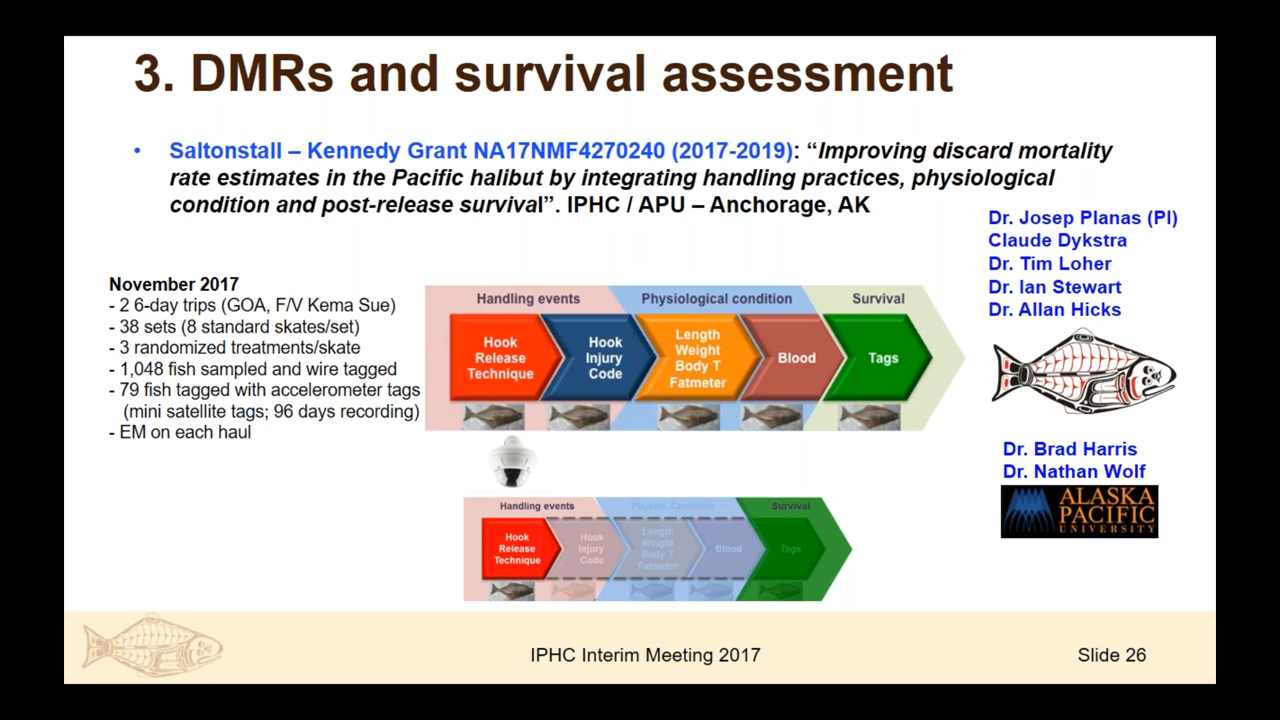 3. DMRs and survival assessment
• Saltonstall – Kennedy Grant NA17NMF4270240 (2017-2019): “Improving discard mortality
rate estimates in the Pacific halibut by integrating handling practices, physiological
condition and post-release survival”. IPHC / APU – Anchorage, AK
Dr. Josep Planas (PI)
Claude Dykstra
Dr. Tim Loher
Dr. Ian Stewart
Dr. Allan Hicks
November 2017
- 2 6-day trips (GOA, F/V Kema Sue)
- 38 sets (8 standard skates/set)
- 3 randomized treatments/skate
- 1,048 fish sampled and wire tagged
- 79 fish tagged with accelerometer tags
(mini satellite tags; 96 days recording)
- EM on each haul
Handling events
Physiological condition
Survival
Hook
Release
Technique
Hook
Injury
Code
Length
Weight
Body T
Fatmeter
Blood
Tags
Dr. Brad Harris
Dr. Nathan Wolf
ALASKA
PACIFIC
UNIVERSITY
Handling events
Physiol. Condition
Survival
Hook
Release
Technique
Hook
Injury
Code
Length
Weight
Body T
Fatmeter
Blood
Tags
IPHC Interim Meeting 2017
Slide 26